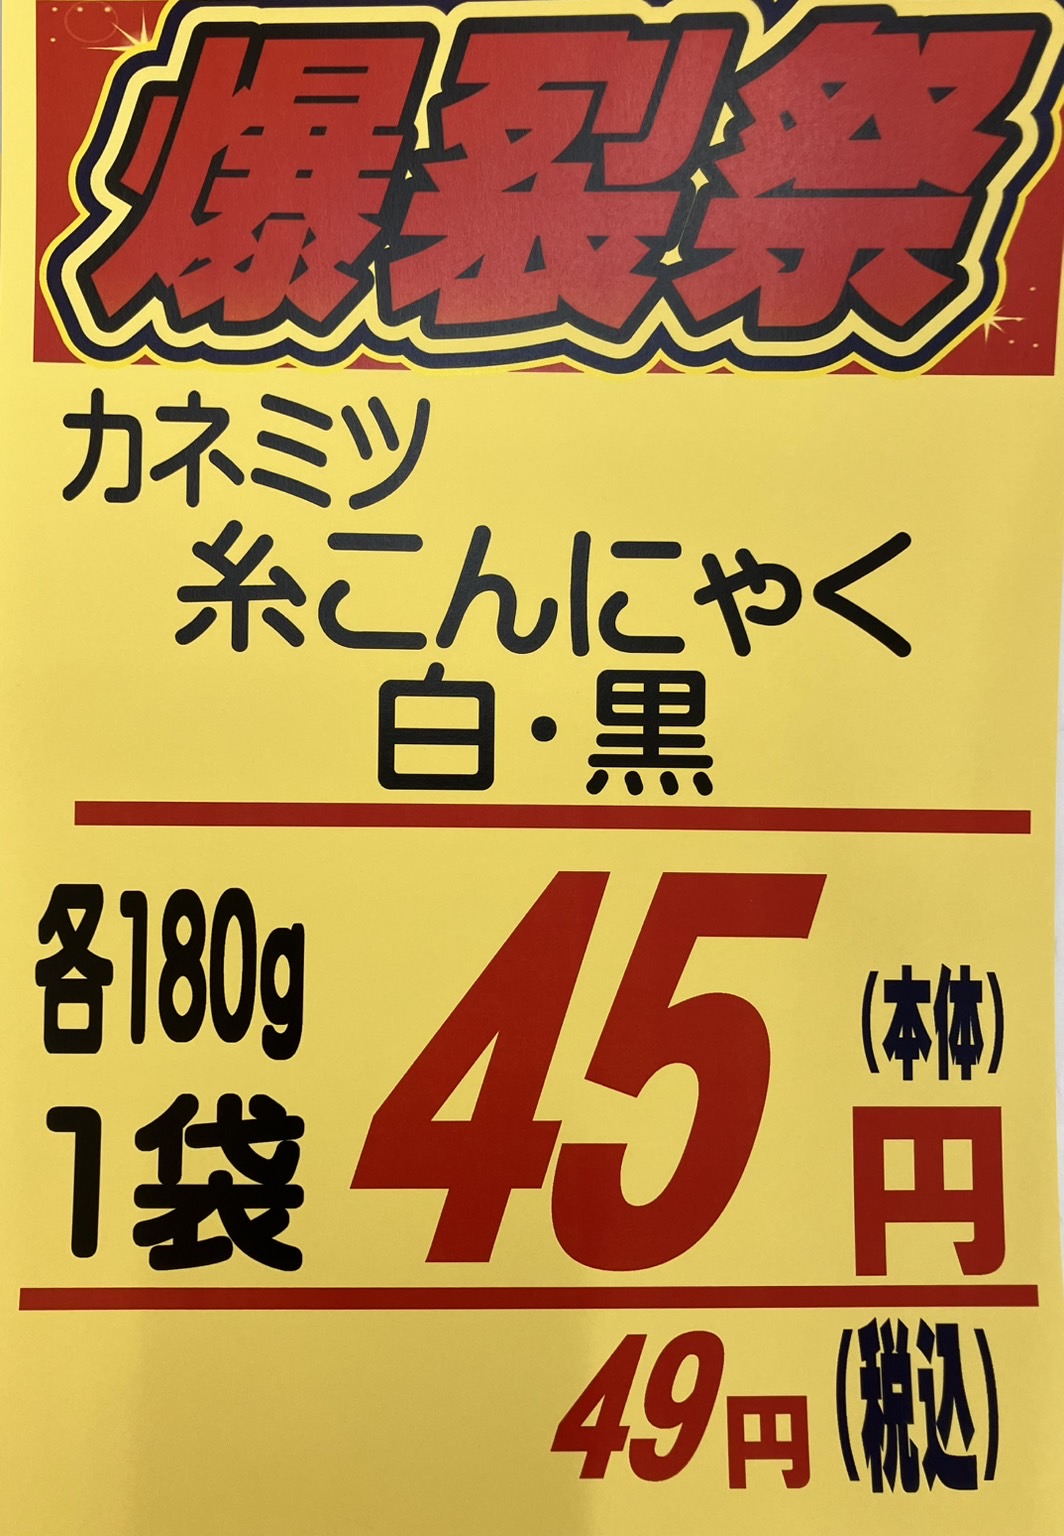 爆裂祭
カネミツ
糸こんにゃく
白・黒
各180g
1袋
45
(本体)
円
49円(税込)